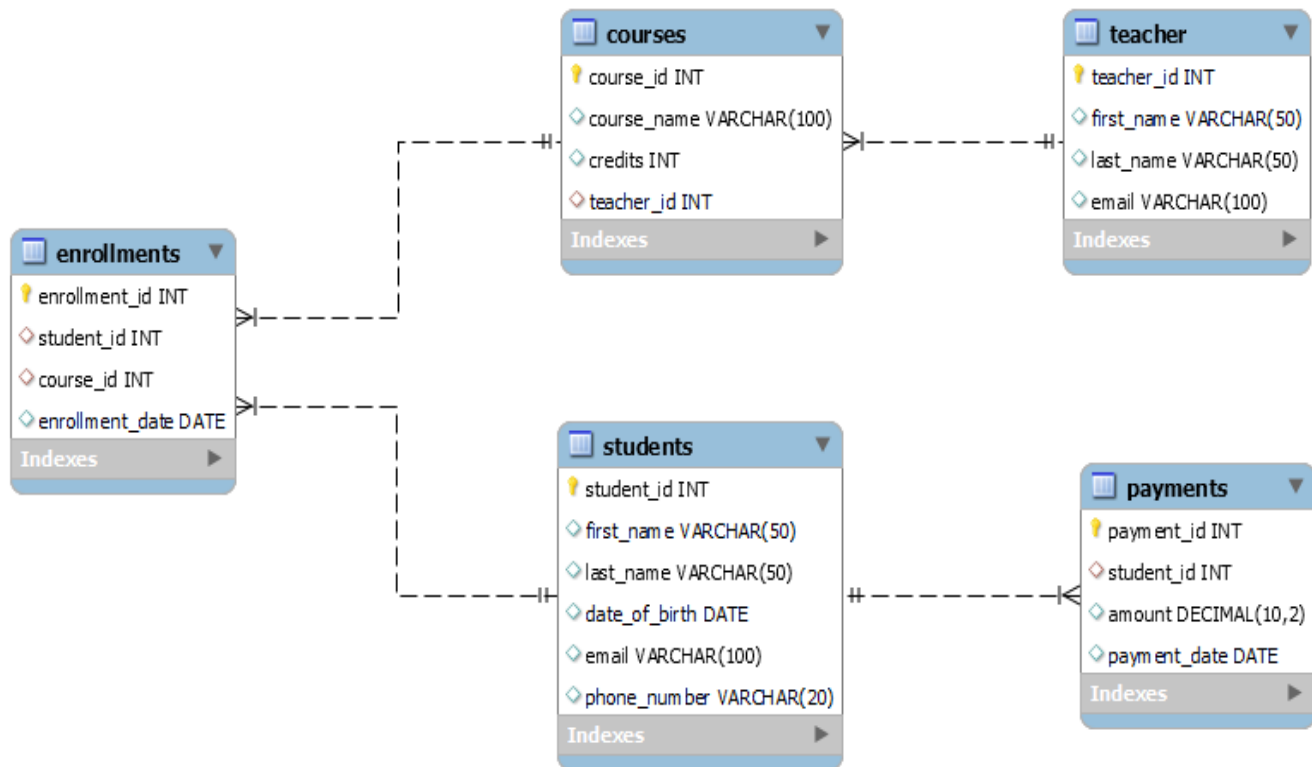 courses
course_id INT
course_name VARCHAR(100)
credits INT
teacher_id INT
Indexes
teacher
teacher_id INT
first_name VARCHAR(50)
last_name VARCHAR(50)
email VARCHAR(100)
Indexes
enrollments
enrollment_id INT
student_id INT
course_id INT
enrollment_date DATE
Indexes
students
student_id INT
first_name VARCHAR(50)
last_name VARCHAR(50)
date_of_birth DATE
email VARCHAR(100)
phone_number VARCHAR(20)
Indexes
payments
payment_id INT
student_id INT
amount DECIMAL(10,2)
payment_date DATE
Indexes